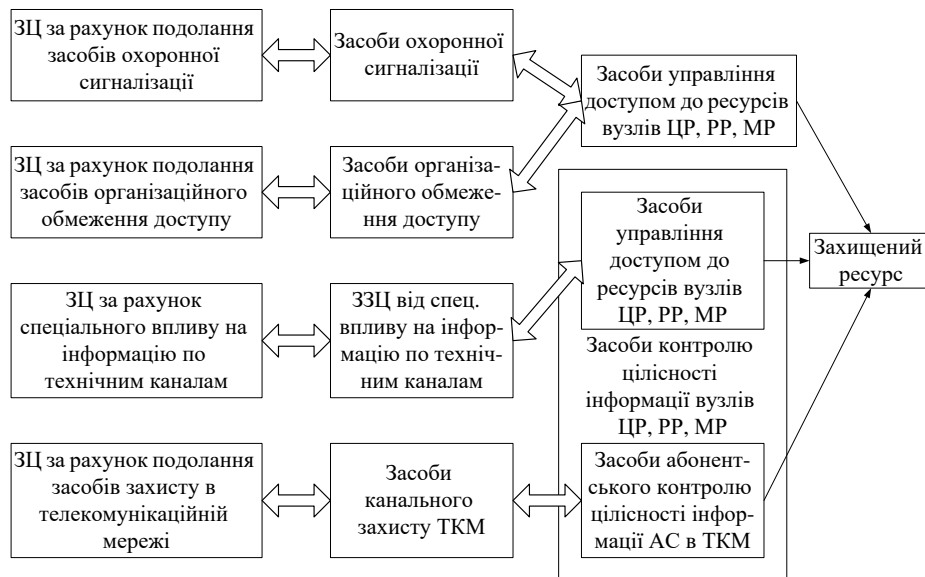 ЗЦ за рахунок подолання
засобів охоронної
сигналізації
Засоби охоронної
сигналізації
Засоби управління
доступом до ресурсів
вузлів ЦР, РР, МР
ЗЦ за рахунок подолання
засобів організаційного
обмеження доступу
Засоби організа-
ційного обмеже-
ння доступу
Засоби
управління
доступом до
ресурсів вузлів
ЦР, РР, МР
Захищений
ресурс
ЗЦ за рахунок
спеціального впливу на
інформацію по
технічним каналам
ЗЗЦ від спец.
впливу на інфор-
мацію по техніч-
ним каналам
Засоби контролю
цілісності
інформації вузлів
ЦР, РР, МР
ЗЦ за рахунок подолання
засобів захисту в
телекомунікаційній
мережі
Засоби
канального
захисту ТКМ
Засоби абонент-
ського контролю
цілісності інфор-
мації АС в ТКМ